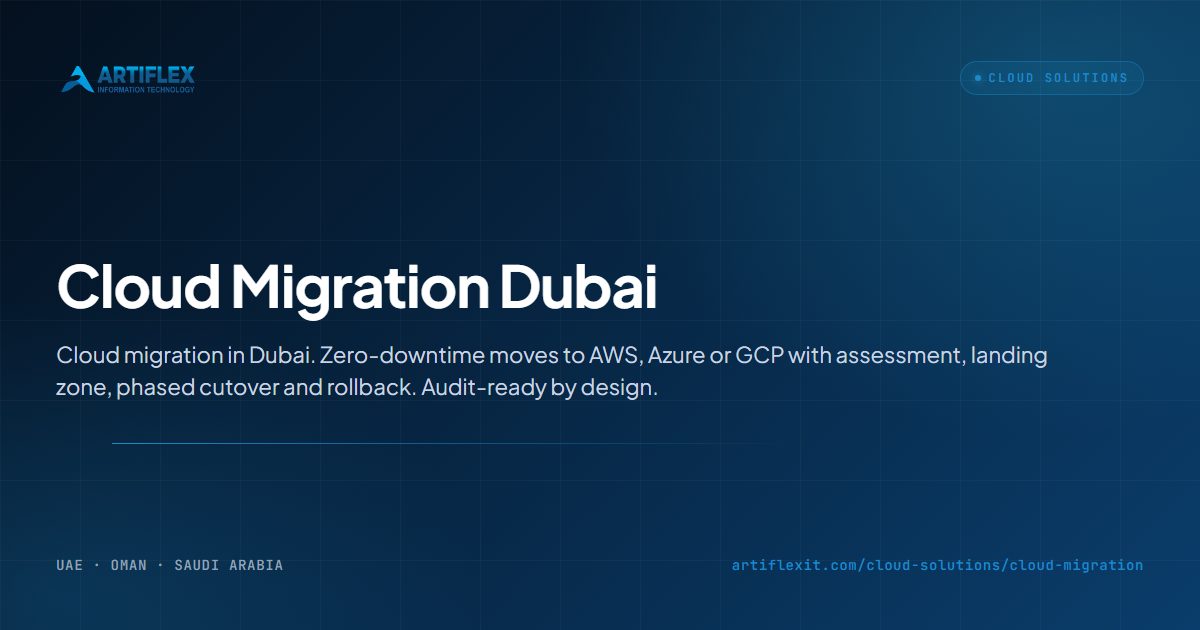 ARTIFLEX
INFORMATION TECHNOLOGY
CLOUD SOLUTIONS
Cloud Migration Dubai
Cloud migration in Dubai. Zero-downtime moves to AWS, Azure or GCP with assessment, landing
zone, phased cutover and rollback. Audit-ready by design.
UAE · OMAN · SAUDI ARABIA
artiflexit.com/cloud-solutions/cloud-migration